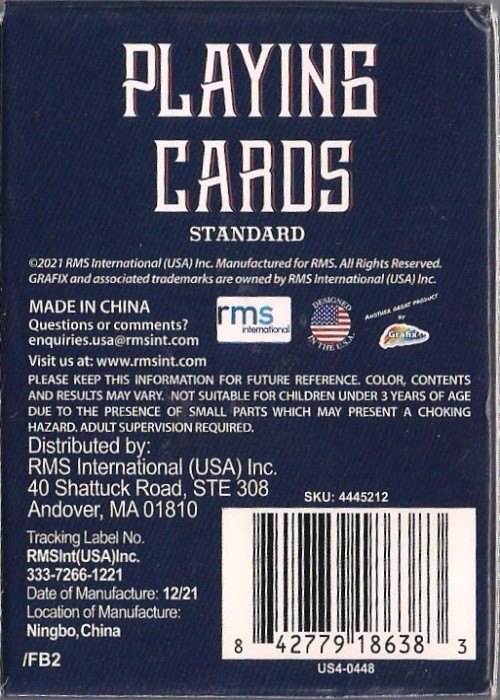 PLAYING
CARDS
STANDARD
©2021 RMS International (USA) Inc. Manufactured for RMS. All Rights Reserved.
GRAFIX and associated trademarks are owned by RMS International (USA) Inc.
MADE IN CHINA
Questions or comments?
enquiries.usa@rmsint.com
Visit us at: www.rmsint.com
rms
international
DESIGNED
IN THE U.S.A.
ANOTHER GREAT PRODUCT
BY
Grafix
PLEASE KEEP THIS INFORMATION FOR FUTURE REFERENCE. COLOR, CONTENTS
AND RESULTS MAY VARY. NOT SUITABLE FOR CHILDREN UNDER 3 YEARS OF AGE
DUE TO THE PRESENCE OF SMALL PARTS WHICH MAY PRESENT A CHOKING
HAZARD. ADULT SUPERVISION REQUIRED.
Distributed by:
RMS International (USA) Inc.
40 Shattuck Road, STE 308
Andover, MA 01810
SKU: 4445212
Tracking Label No.
RMSInt(USA)Inc.
333-7266-1221
Date of Manufacture: 12/21
Location of Manufacture:
Ningbo,China
/FB2
8 42779 18638 3
US4-0448